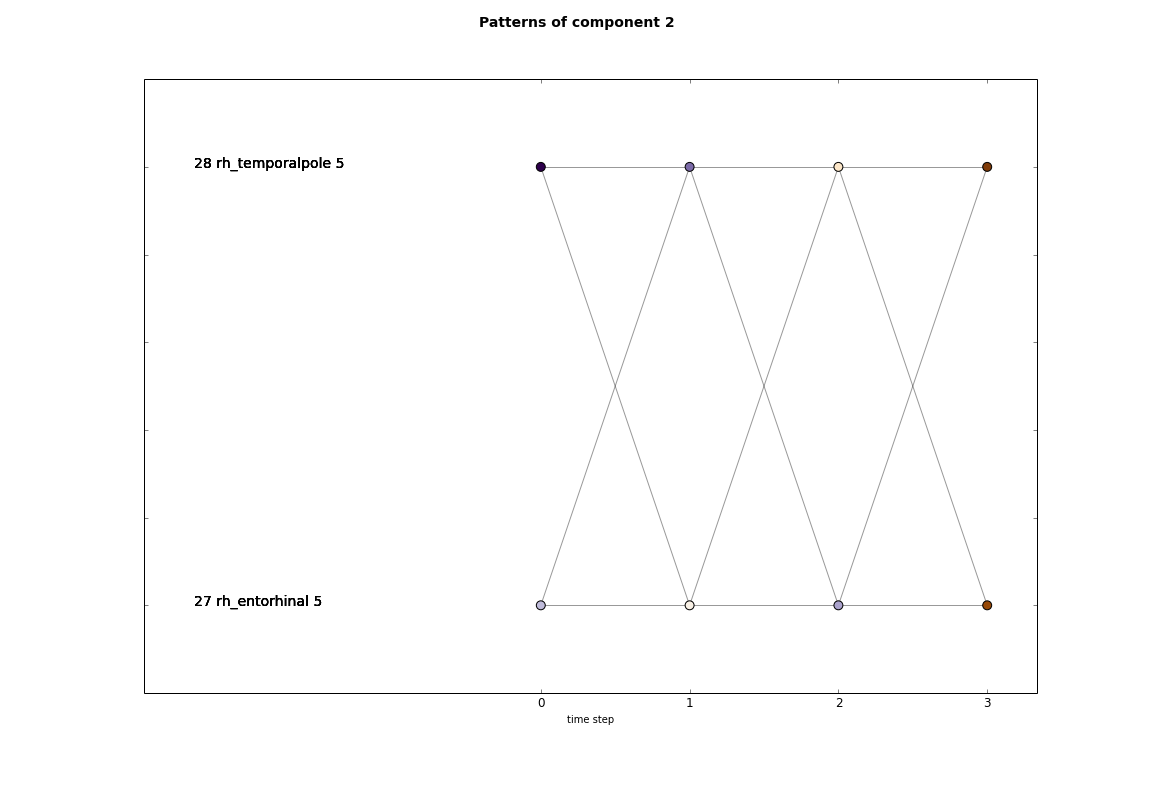 Patterns of component 2
28 rh_temporalpole 5
27 rh_entorhinal 5
0 1 2 3
time step